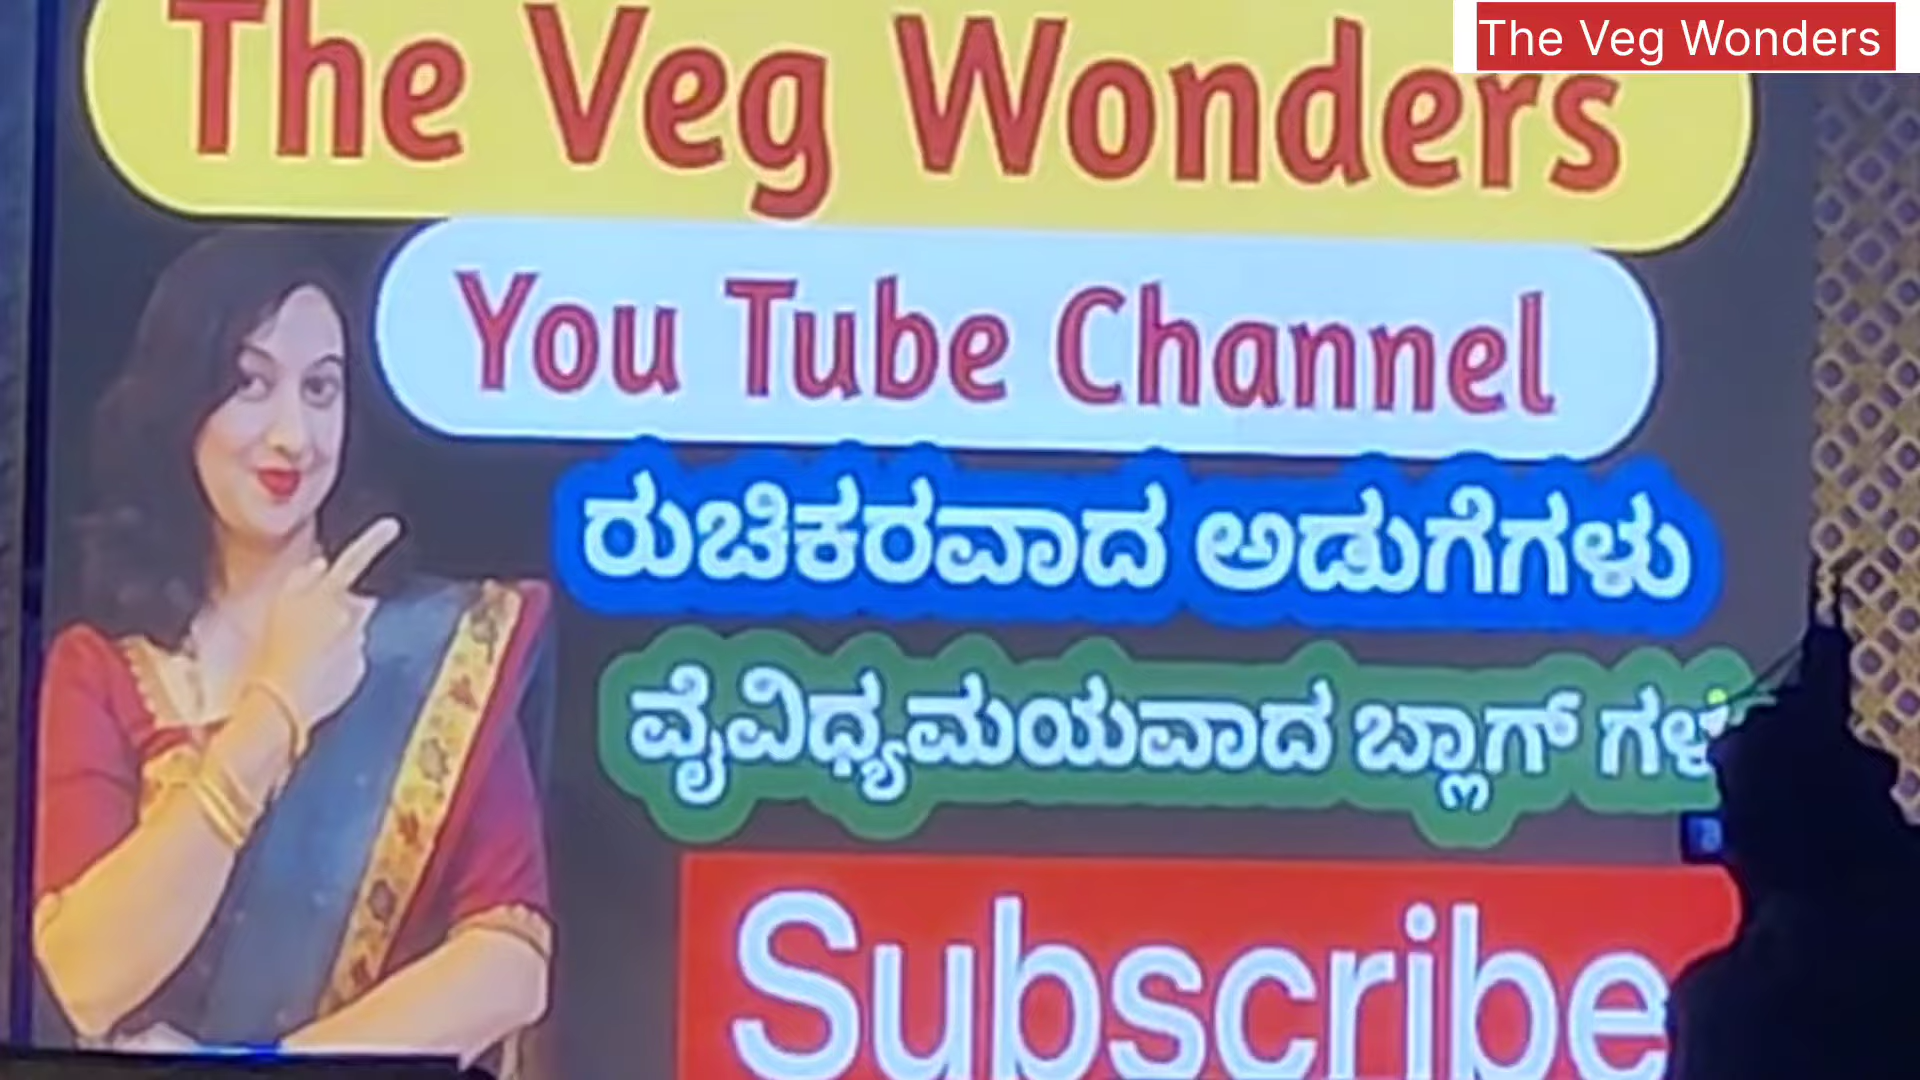 The Veg Wonders
The Veg Wonders
You Tube Channel
ರುಚಿಕರವಾದ ಅಡುಗೆಗಳು
ವೈವಿಧ್ಯಮಯವಾದ ಬ್ಲಾಗ್
Subscribe